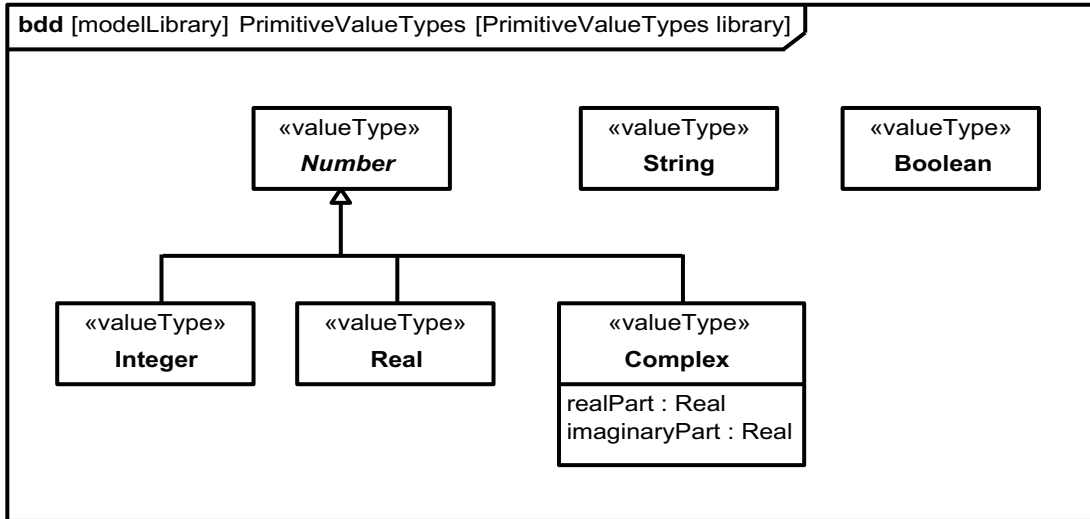 bdd [modelLibrary] PrimitiveValueTypes [PrimitiveValueTypes library]
«valueType»
Number
«valueType»
String
«valueType»
Boolean
«valueType»
Integer
«valueType»
Real
«valueType»
Complex
realPart : Real
imaginaryPart : Real